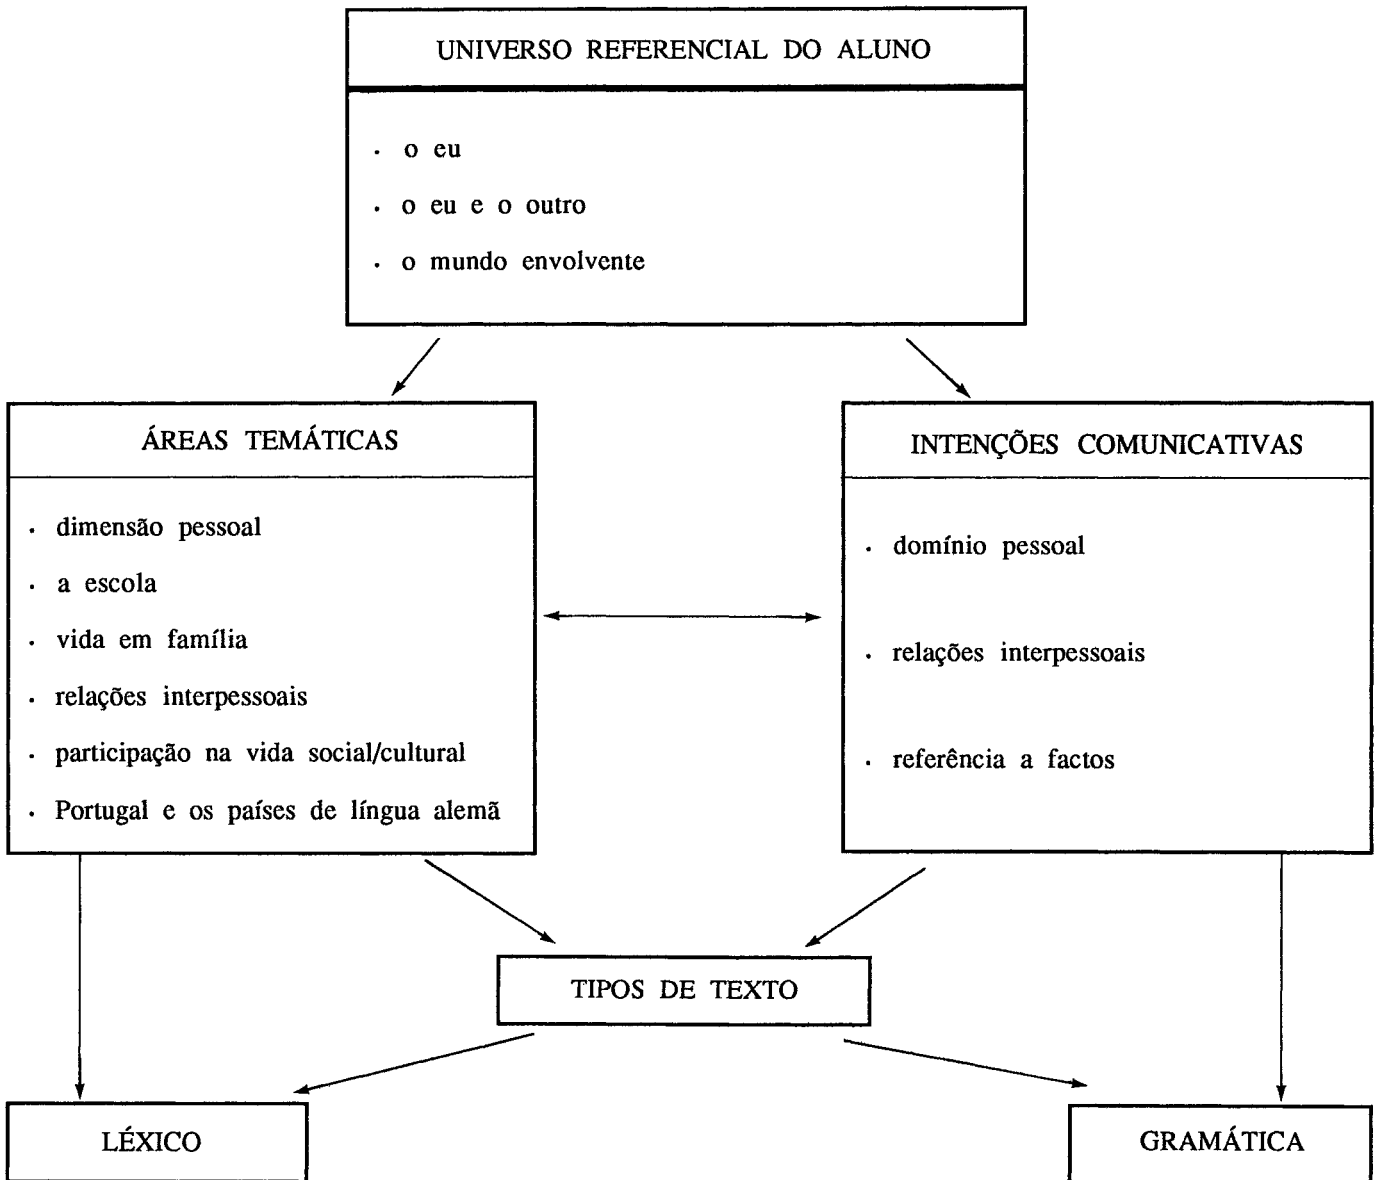 UNIVERSO REFERENCIAL DO ALUNO
. o eu
. o eu e o outro
. o mundo envolvente
ÁREAS TEMÁTICAS
. dimensão pessoal
. a escola
. vida em família
. relações interpessoais
. participação na vida social/cultural
. Portugal e os países de língua alemã
INTENÇÕES COMUNICATIVAS
. domínio pessoal
. relações interpessoais
. referência a factos
TIPOS DE TEXTO
LÉXICO
GRAMÁTICA